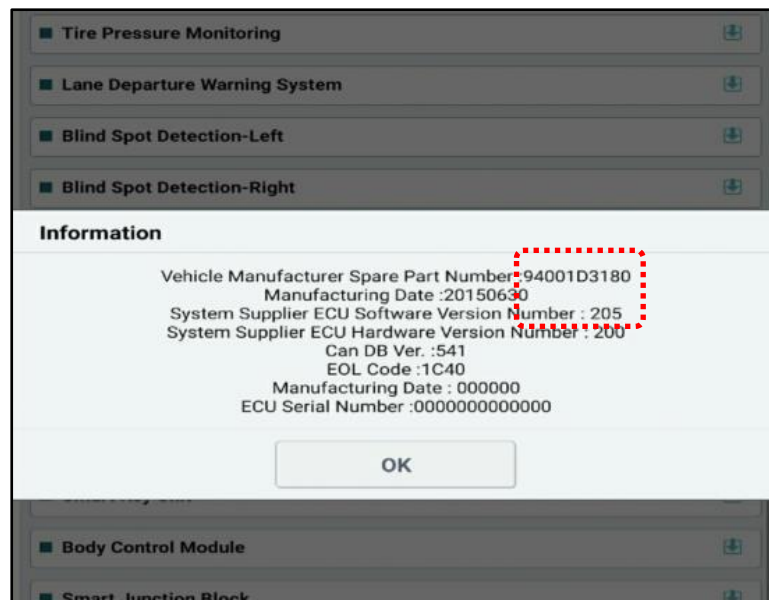 Tire Pressure Monitoring
Lane Departure Warning System
Blind Spot Detection-Left
Blind Spot Detection-Right
Information
Vehicle Manufacturer Spare Part Number :94001D3180
Manufacturing Date :20150630
System Supplier ECU Software Version Number : 205
System Supplier ECU Hardware Version Number : 200
Can DB Ver. :541
EOL Code :1C40
Manufacturing Date : 000000
ECU Serial Number :0000000000000
OK
Body Control Module
Smart Junction Block